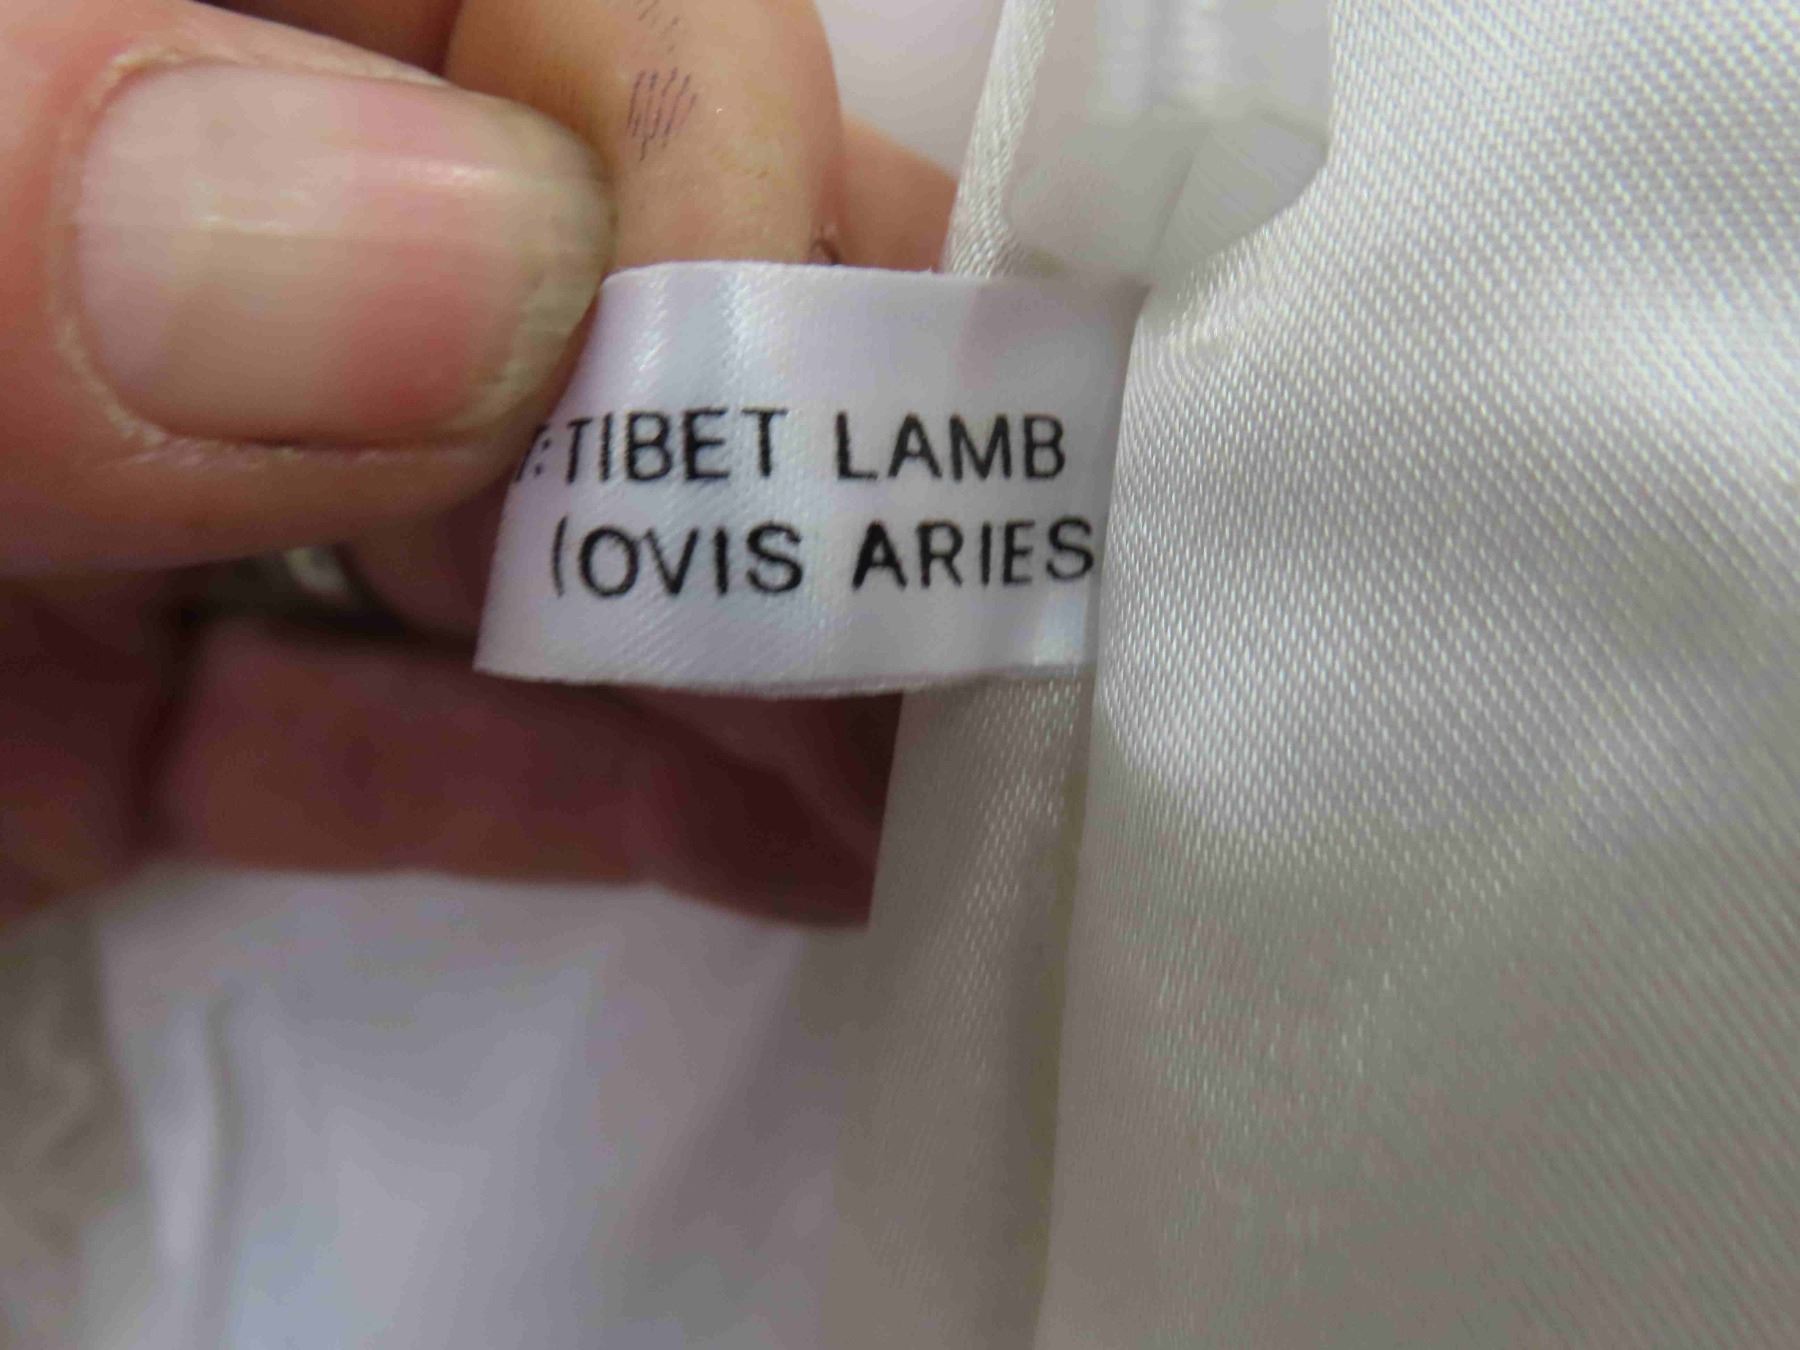 :TIBET LAMB
(OVIS ARIES